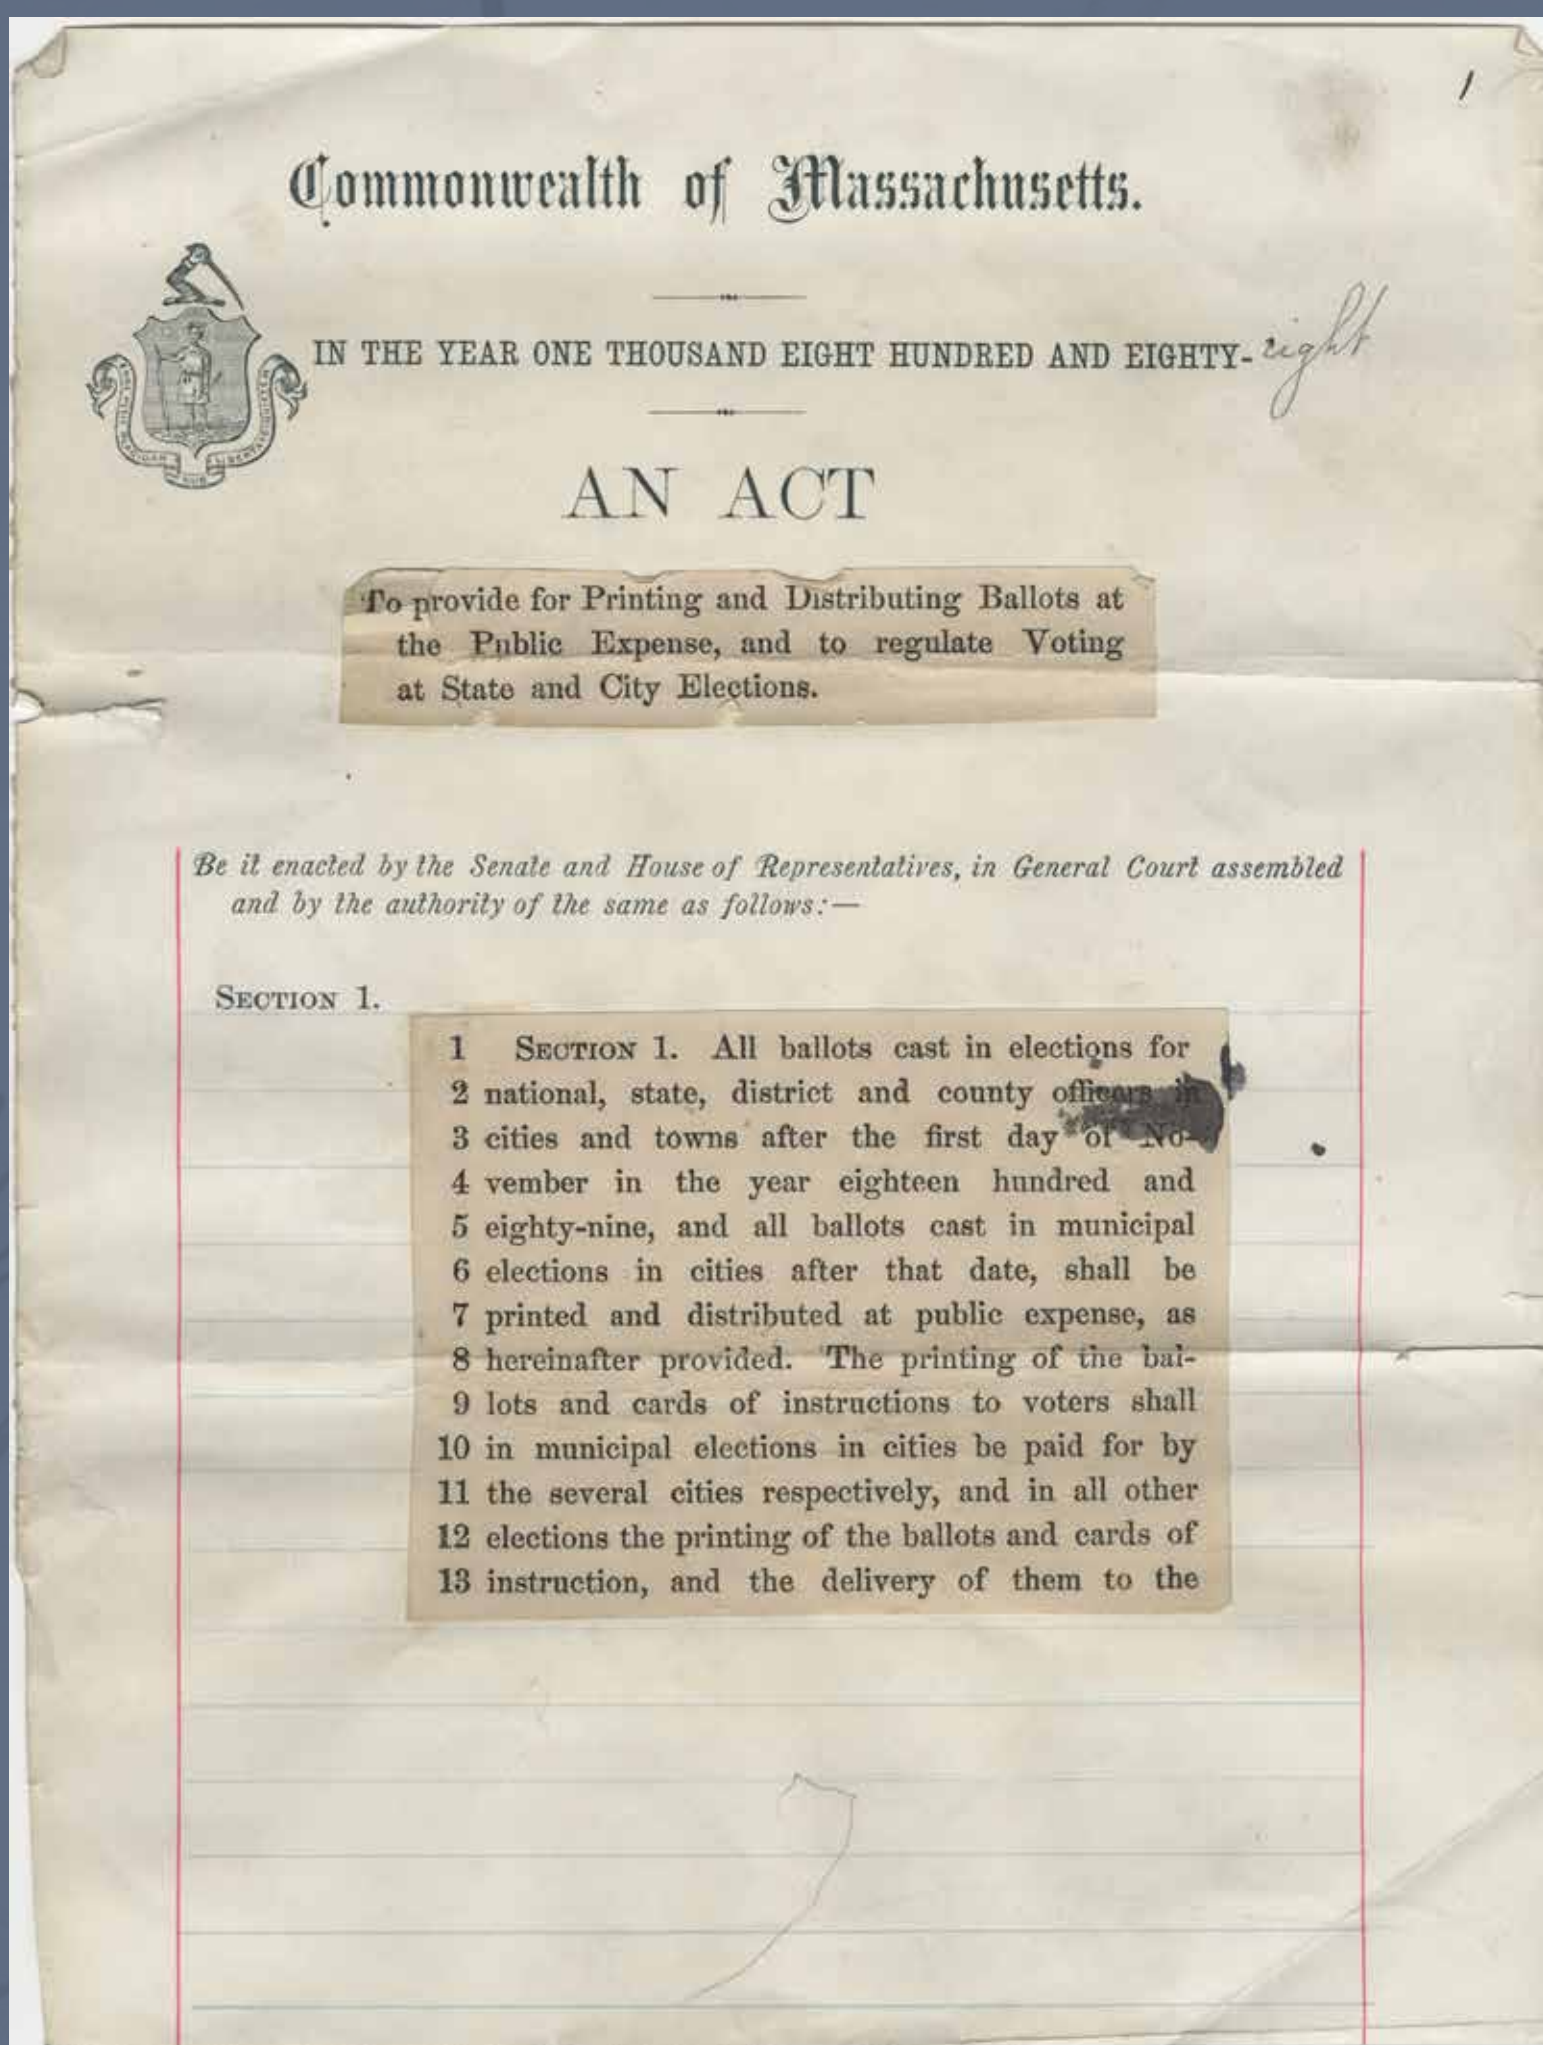 1
Commonwealth of Massachusetts.
IN THE YEAR ONE THOUSAND EIGHT HUNDRED AND EIGHTY-eight
AN ACT
To provide for Printing and Distributing Ballots at
the Public Expense, and to regulate Voting
at State and City Elections.
Be it enacted by the Senate and House of Representatives, in General Court assembled
and by the authority of the same as follows:—
SECTION 1.
1 SECTION 1. All ballots cast in elections for
2 national, state, district and county officers in
3 cities and towns after the first day of No-
4 vember in the year eighteen hundred and
5 eighty-nine, and all ballots cast in municipal
6 elections in cities after that date, shall be
7 printed and distributed at public expense, as
8 hereinafter provided. The printing of the bal-
9 lots and cards of instructions to voters shall
10 in municipal elections in cities be paid for by
11 the several cities respectively, and in all other
12 elections the printing of the ballots and cards of
13 instruction, and the delivery of them to the